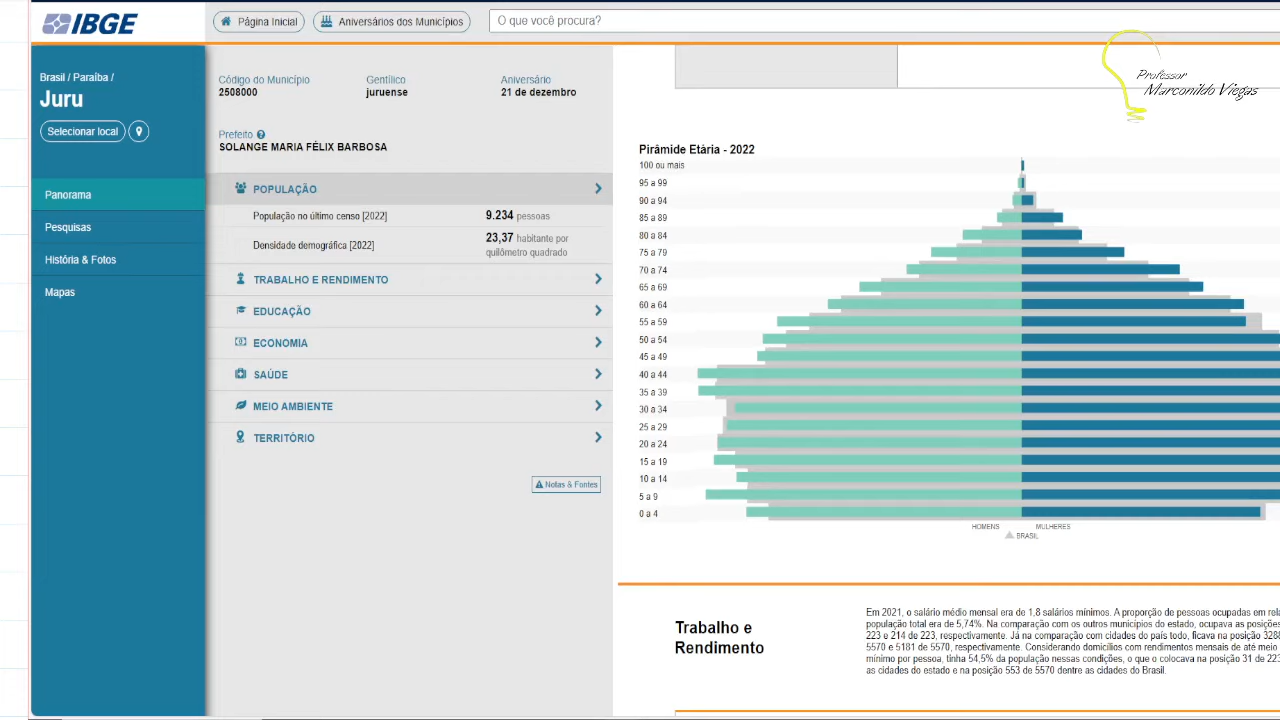 IBGE
Página Inicial
Aniversários dos Municípios
O que você procura?
Professor
Marconildo Viegas
Brasil / Paraíba /
Juru
Selecionar local
Panorama
Pesquisas
História & Fotos
Mapas
Código do Município
2508000
Gentílico
juruense
Aniversário
21 de dezembro
Prefeito
SOLANGE MARIA FÉLIX BARBOSA
POPULAÇÃO
População no último censo [2022] 9.234 pessoas
Densidade demográfica [2022] 23,37 habitante por
quilômetro quadrado
TRABALHO E RENDIMENTO
EDUCAÇÃO
ECONOMIA
SAÚDE
MEIO AMBIENTE
TERRITÓRIO
Notas & Fontes
Pirâmide Etária - 2022
100 ou mais
95 a 99
90 a 94
85 a 89
80 a 84
75 a 79
70 a 74
65 a 69
60 a 64
55 a 59
50 a 54
45 a 49
40 a 44
35 a 39
30 a 34
25 a 29
20 a 24
15 a 19
10 a 14
5 a 9
0 a 4
HOMENS MULHERES
BRASIL
Trabalho e
Rendimento
Em 2021, o salário médio mensal era de 1,8 salários mínimos. A proporção de pessoas ocupadas em rela
população total era de 5,74%. Na comparação com os outros municípios do estado, ocupava as posições
223 e 214 de 223, respectivamente. Já na comparação com cidades do país todo, ficava na posição 3288
5570 e 5181 de 5570, respectivamente. Considerando domicílios com rendimentos mensais de até meio
mínimo por pessoa, tinha 54,5% da população nessas condições, o que o colocava na posição 31 de 223
as cidades do estado e na posição 553 de 5570 dentre as cidades do Brasil.